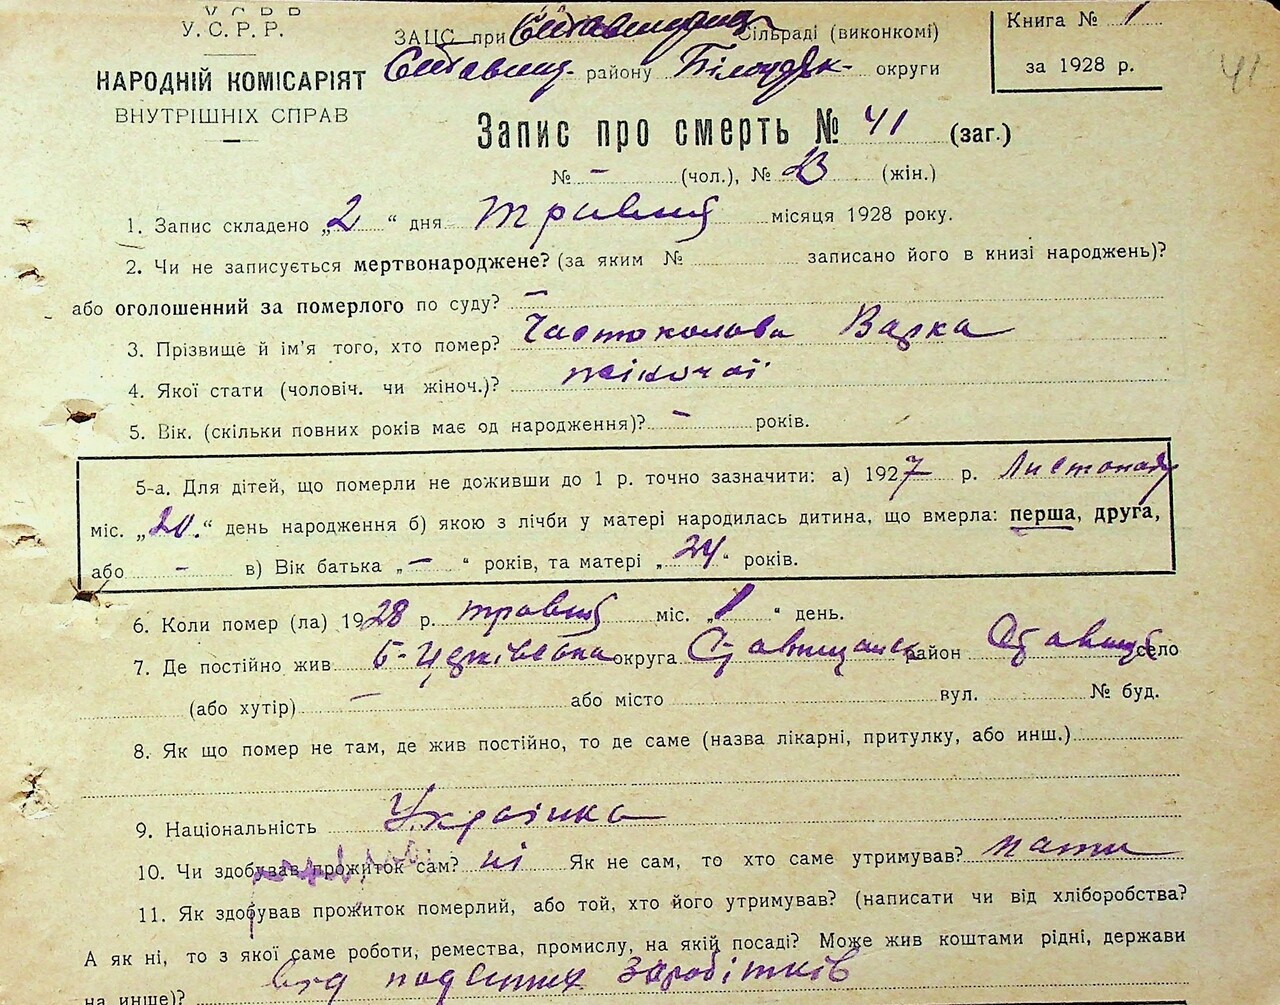 У.С.Р.Р.
НАРОДНІЙ КОМІСАРІЯТ
ВНУТРІШНІХ СПРАВ
ЗАЦС при Сільраді (виконкомі)
Ставищ. району Білоцерк. округи
Книга № 1
за 1928 р.
41
Запис про смерть № 41 (заг.)
№ - (чол.), № 23 (жін.)
1. Запис складено „2“ дня травня місяця 1928 року.
2. Чи не записується мертвонароджене? (за яким № записано його в книзі народжень)?
або оголошенний за померлого по суду? —
3. Прізвище й ім'я того, хто помер? Частоколова Варка
4. Якої стати (чоловіч. чи жіноч.)? жіночої
5. Вік. (скільки повних років має од народження)? - років.
5-а. Для дітей, що померли не доживши до 1 р. точно зазначити: а) 1927 р. Листопада
міс. „20.“ день народження б) якою з лічби у матері народилась дитина, що вмерла: перша, друга,
або - в) Вік батька „-“ років, та матері „24“ років.
6. Коли помер (ла) 1928 р. травня міс. „1“ день.
7. Де постійно жив Б-Церківська округа Ставищанськ район Ставище село
(або хутір) — або місто вул. № буд.
8. Як що помер не там, де жив постійно, то де саме (назва лікарні, притулку, або инш.)
9. Національність Українка
10. Чи здобував прожиток сам? ні Як не сам, то хто саме утримував? мати
11. Як здобував прожиток померлий, або той, хто його утримував? (написати чи від хліборобства?
А як ні, то з якої саме роботи, ремества, промислу, на якій посаді? Може жив коштами рідні, держави
на инше)? від поденних заробітків